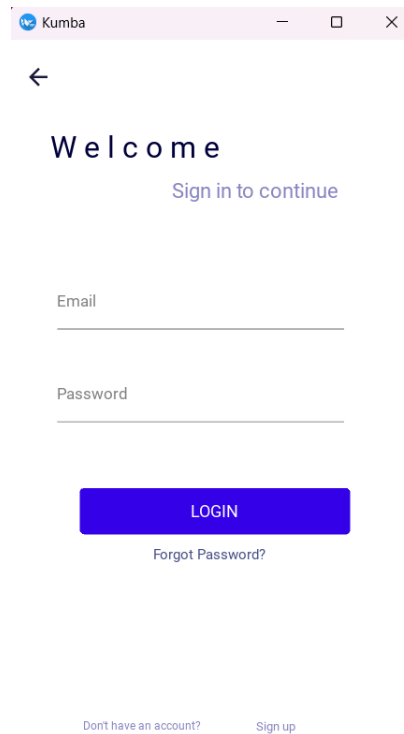 Kumba
Welcome
Sign in to continue
Email
Password
LOGIN
Forgot Password?
Don't have an account? Sign up